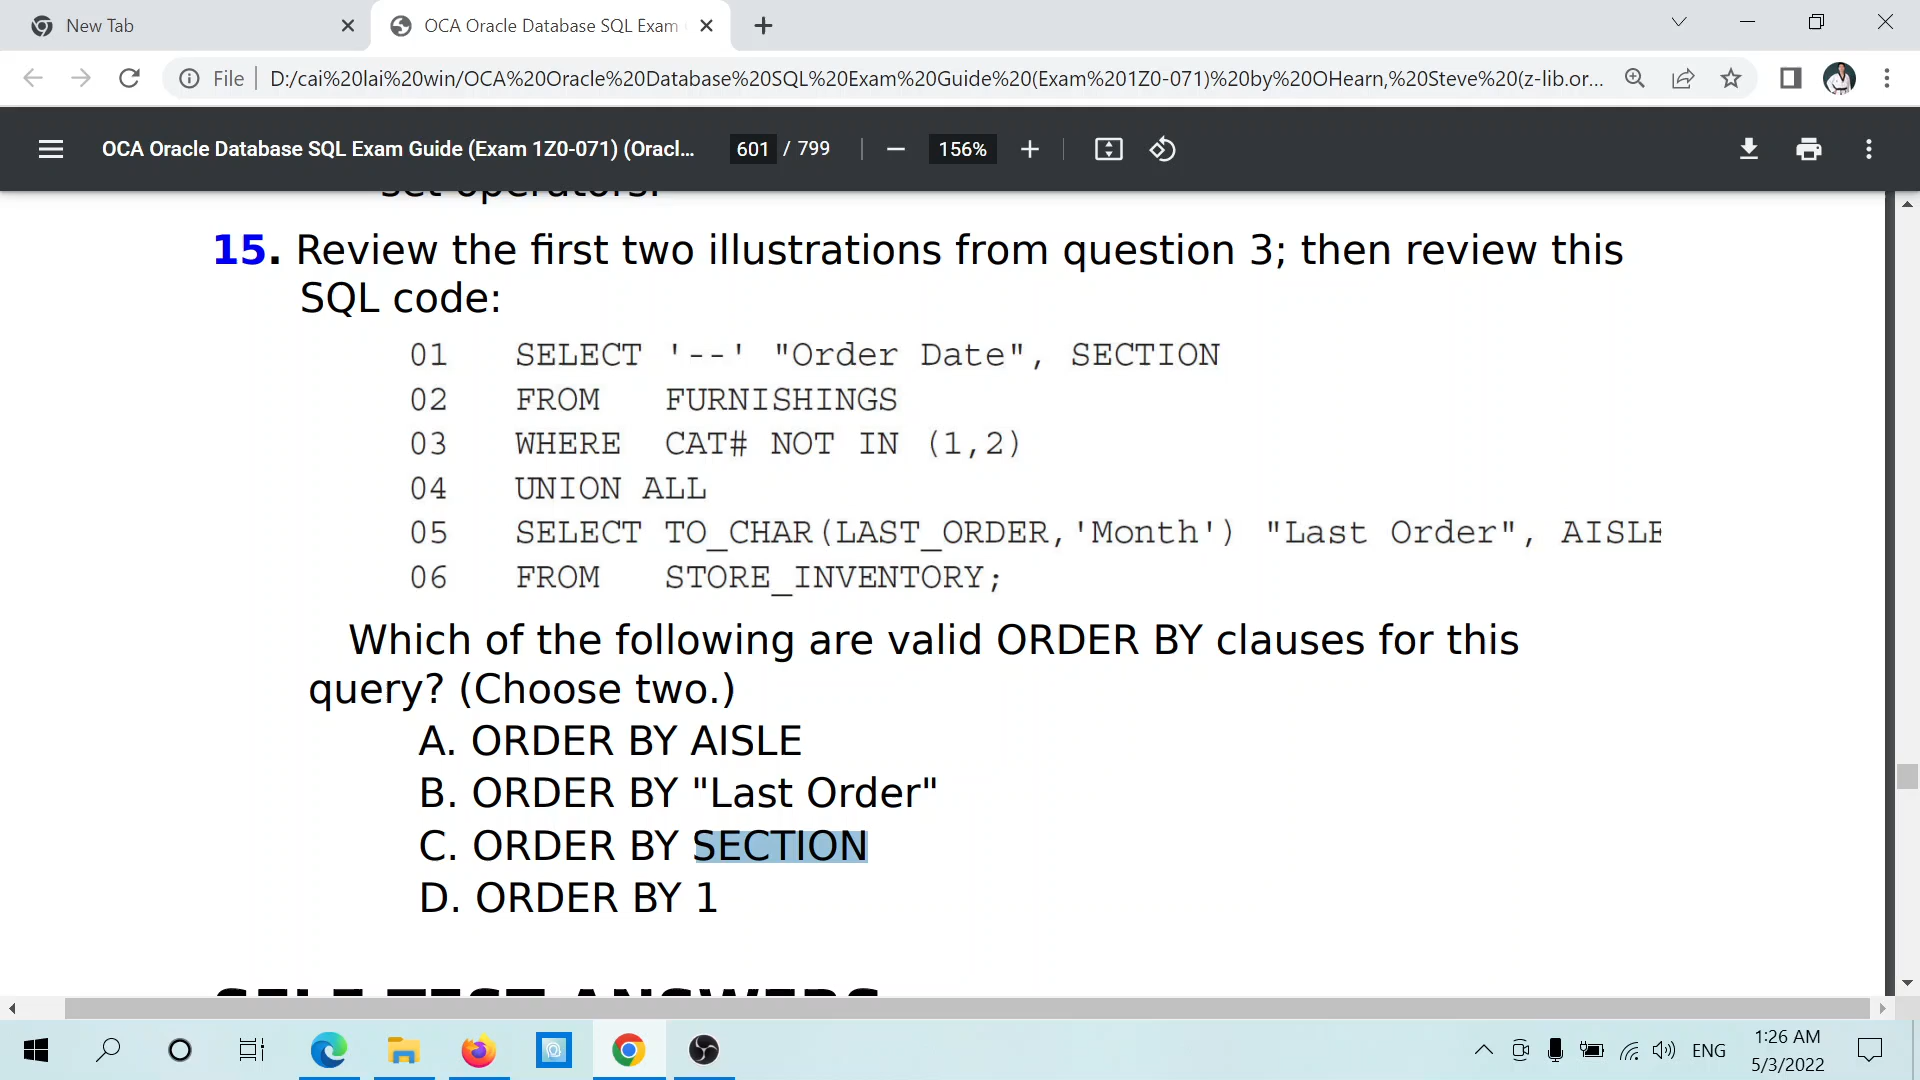 New Tab
OCA Oracle Database SQL Exam
File
D:/cai%20lai%20win/OCA%20Oracle%20Database%20SQL%20Exam%20Guide%20(Exam%201Z0-071)%20by%20OHearn,%20Steve%20(z-lib.or...
OCA Oracle Database SQL Exam Guide (Exam 1Z0-071) (Oracl...
601 / 799
156%
set operators.
15. Review the first two illustrations from question 3; then review this
SQL code:
01 SELECT '--' "Order Date", SECTION
02 FROM FURNISHINGS
03 WHERE CAT# NOT IN (1,2)
04 UNION ALL
05 SELECT TO_CHAR(LAST_ORDER,'Month') "Last Order", AISLE
06 FROM STORE_INVENTORY;
Which of the following are valid ORDER BY clauses for this
query? (Choose two.)
A. ORDER BY AISLE
B. ORDER BY "Last Order"
C. ORDER BY SECTION
D. ORDER BY 1
SELF TEST ANSWERS
ENG
1:26 AM
5/3/2022